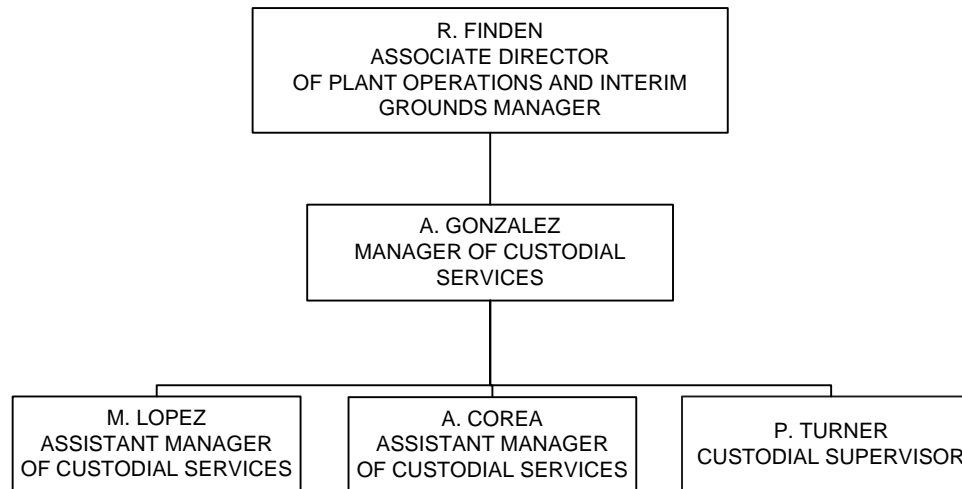 R. FINDEN
ASSOCIATE DIRECTOR
OF PLANT OPERATIONS AND INTERIM
GROUNDS MANAGER
A. GONZALEZ
MANAGER OF CUSTODIAL
SERVICES
M. LOPEZ
ASSISTANT MANAGER
OF CUSTODIAL SERVICES
A. COREA
ASSISTANT MANAGER
OF CUSTODIAL SERVICES
P. TURNER
CUSTODIAL SUPERVISOR